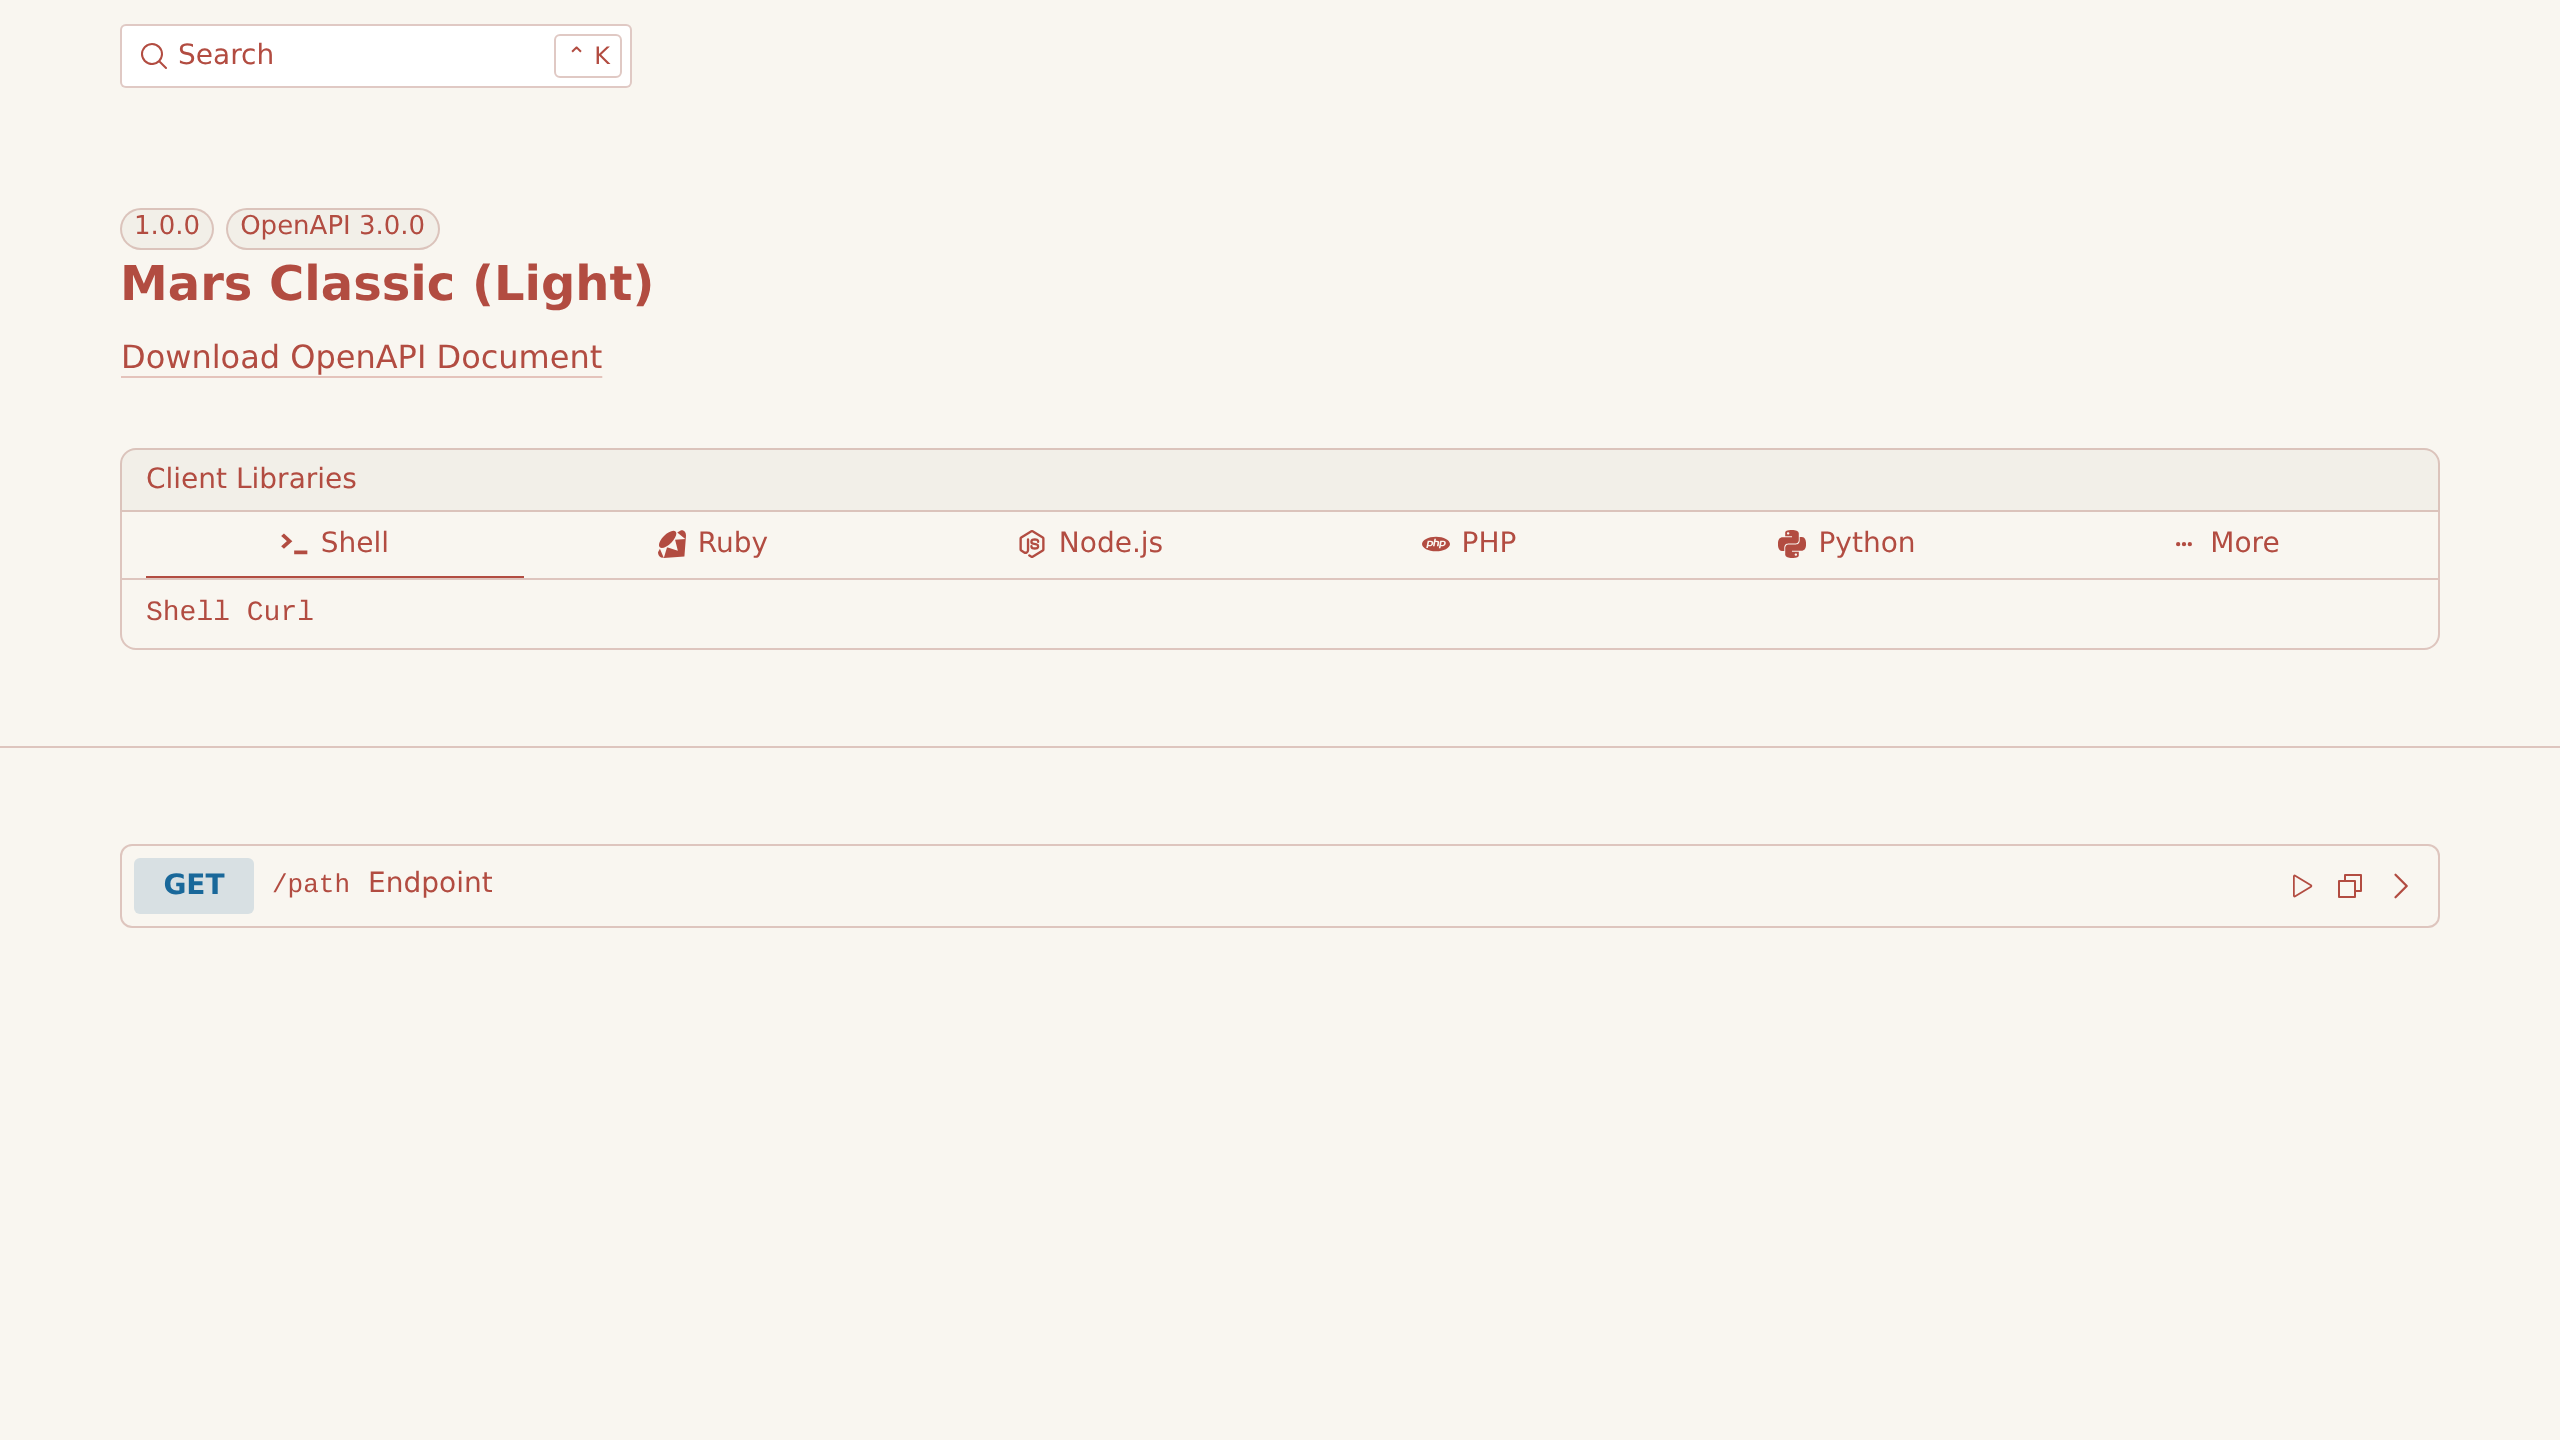 Search ⌃ K
1.0.0 OpenAPI 3.0.0
Mars Classic (Light)
Download OpenAPI Document
Client Libraries
Shell Ruby Node.js PHP Python More
Shell Curl
GET /path Endpoint